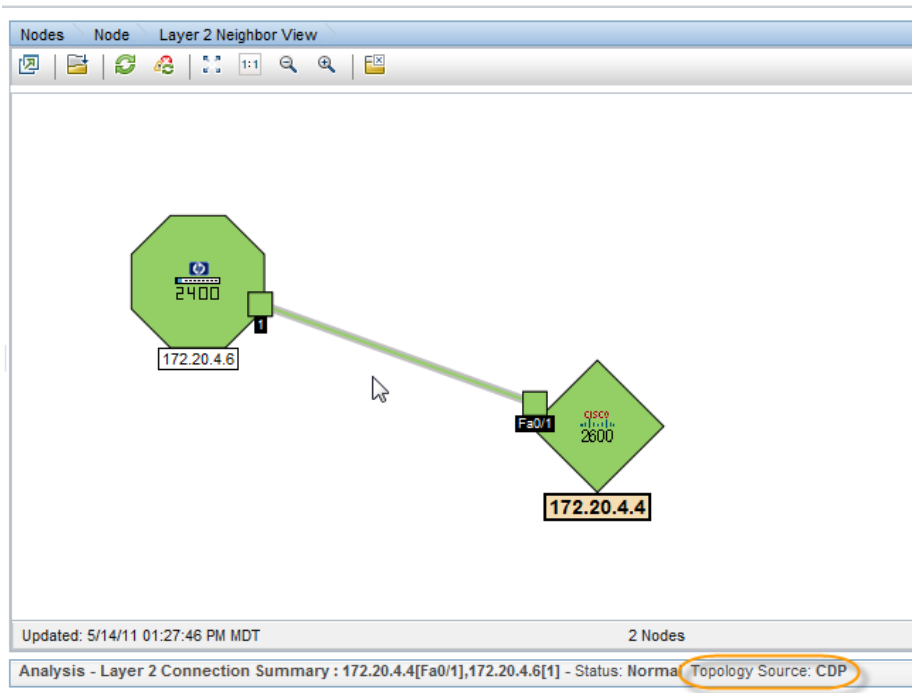 Nodes Node Layer 2 Neighbor View
1:1
hp
2400
1
172.20.4.6
Fa0/1
cisco
2600
172.20.4.4
Updated: 5/14/11 01:27:46 PM MDT 2 Nodes
Analysis - Layer 2 Connection Summary : 172.20.4.4[Fa0/1],172.20.4.6[1] - Status: Normal Topology Source: CDP